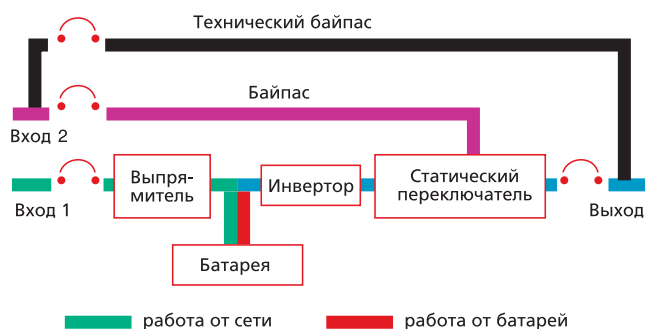 Технический байпас
Байпас
Вход 2
Выпря-
митель
Инвертор
Статический
переключатель
Вход 1
Выход
Батарея
работа от сети
работа от батарей